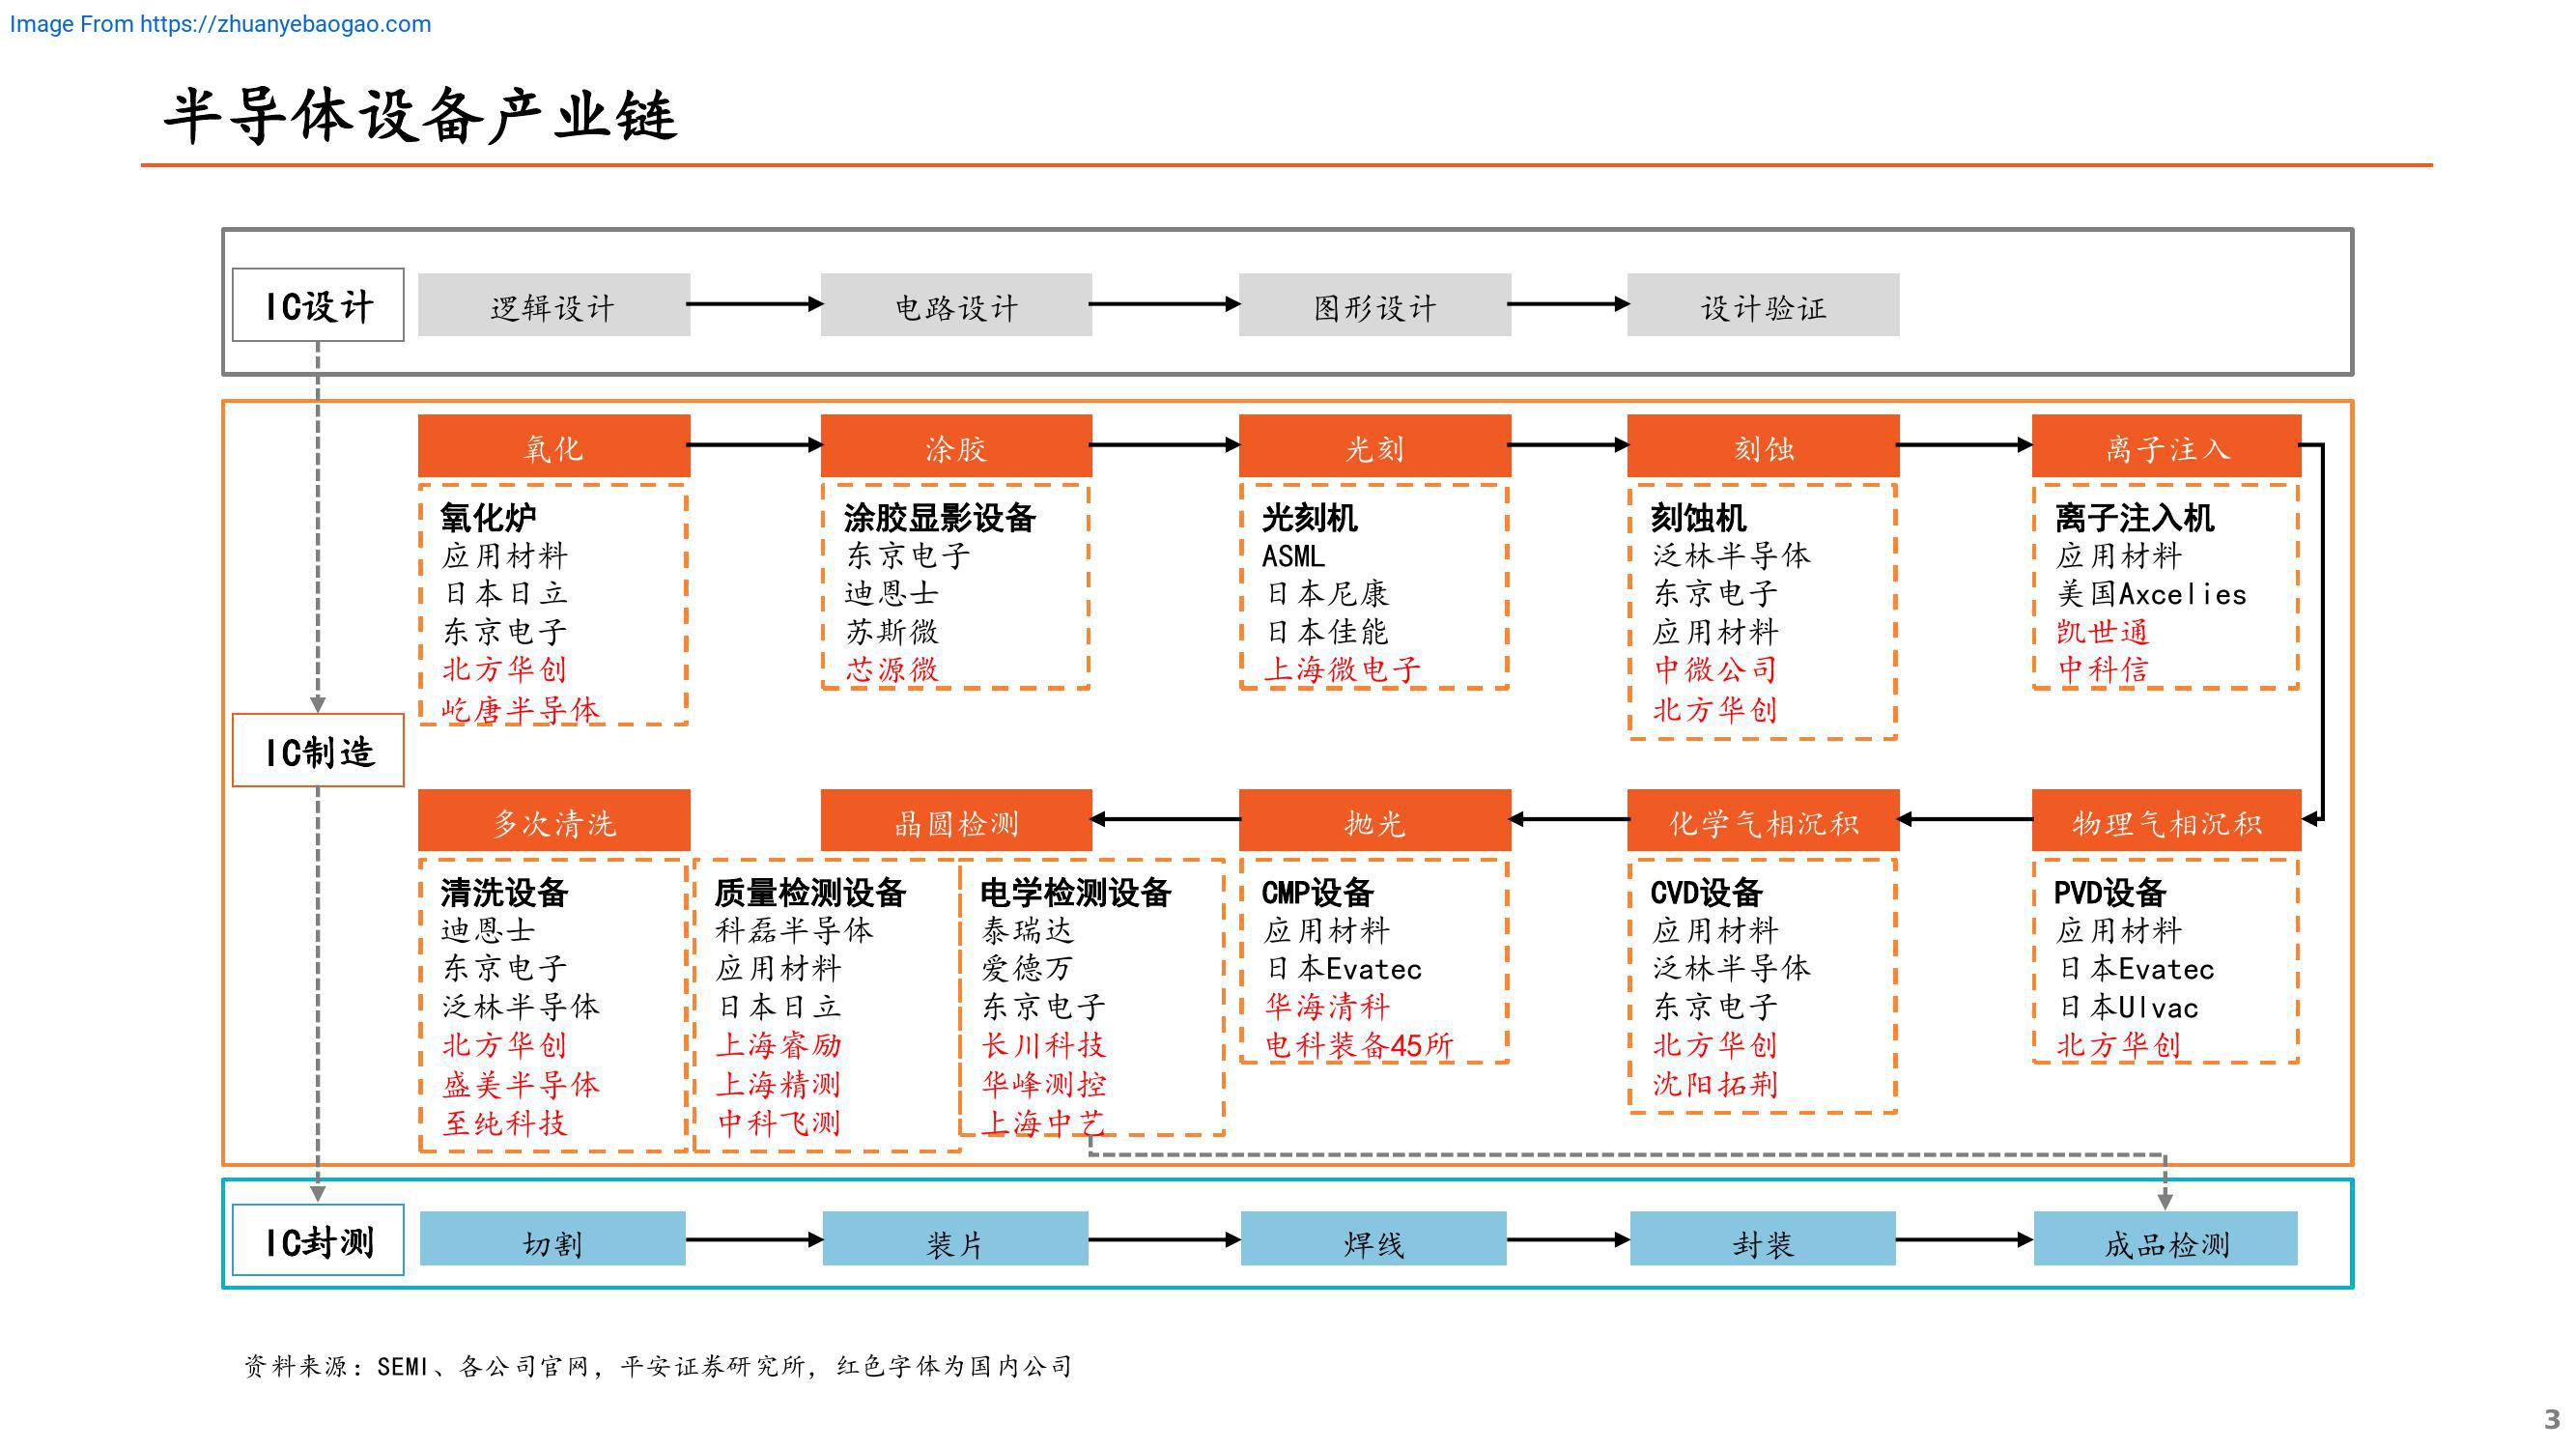 Image From https://zhuanyebaogao.com
半导体设备产业链
IC设计
逻辑设计
电路设计
图形设计
设计验证
IC制造
氧化
涂胶
光刻
刻蚀
离子注入
氧化炉
应用材料
日本日立
东京电子
北方华创
屹唐半导体
涂胶显影设备
东京电子
迪恩士
苏斯微
芯源微
光刻机
ASML
日本尼康
日本佳能
上海微电子
刻蚀机
泛林半导体
东京电子
应用材料
中微公司
北方华创
离子注入机
应用材料
美国Axcelies
凯世通
中科信
多次清洗
晶圆检测
抛光
化学气相沉积
物理气相沉积
清洗设备
迪恩士
东京电子
泛林半导体
北方华创
盛美半导体
至纯科技
质量检测设备
科磊半导体
应用材料
日本日立
上海睿励
上海精测
中科飞测
电学检测设备
泰瑞达
爱德万
东京电子
长川科技
华峰测控
上海中艺
CMP设备
应用材料
日本Evatec
华海清科
电科装备45所
CVD设备
应用材料
泛林半导体
东京电子
北方华创
沈阳拓荆
PVD设备
应用材料
日本Evatec
日本Ulvac
北方华创
IC封测
切割
装片
焊线
封装
成品检测
资料来源：SEMI、各公司官网，平安证券研究所，红色字体为国内公司
3